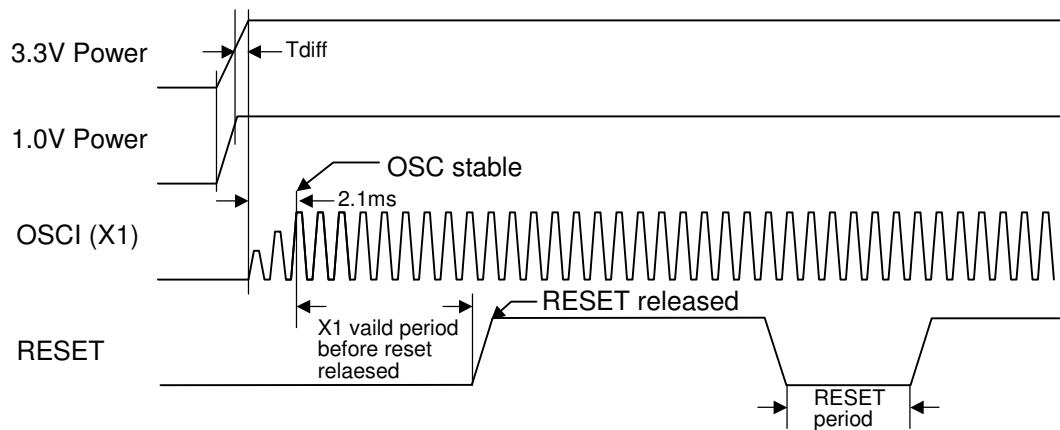 3.3V Power
Tdiff
1.0V Power
OSC stable
2.1ms
OSCI (X1)
RESET released
X1 vaild period
before reset
relaesed
RESET
RESET
period